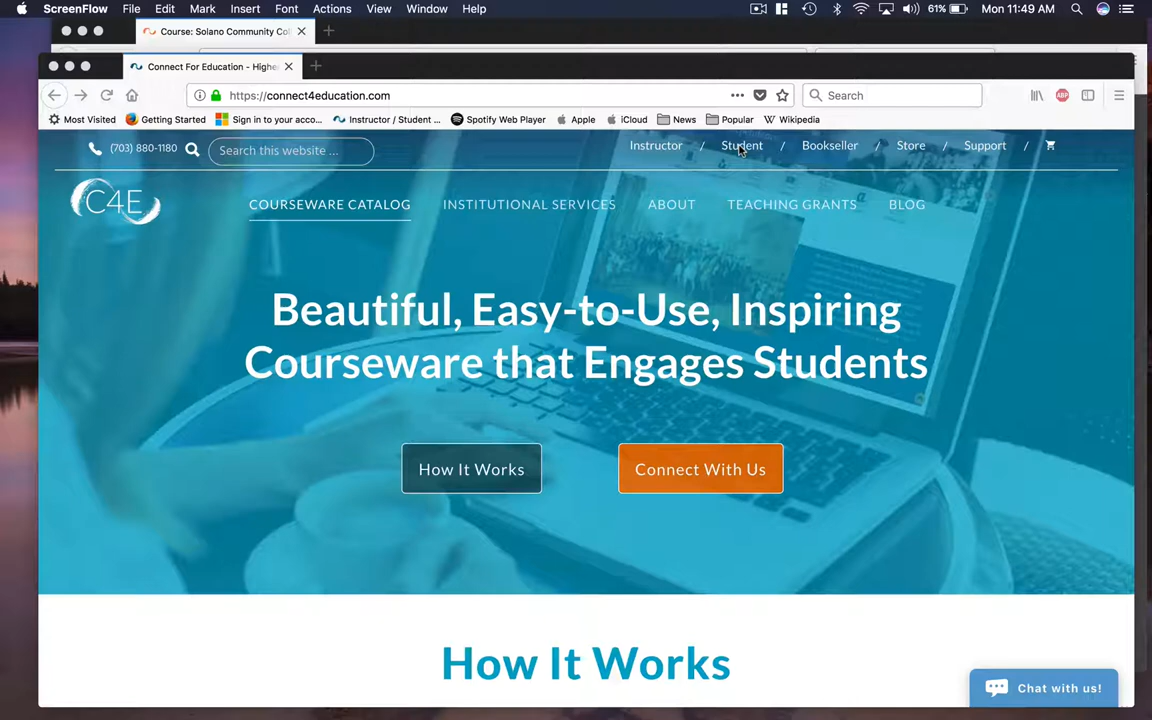 ScreenFlow File Edit Mark Insert Font Actions View Window Help 61% Mon 11:49 AM
Course: Solano Community Col
Connect For Education - Highe
https://connect4education.com Search
Most Visited Getting Started Sign in to your acco... Instructor / Student ... Spotify Web Player Apple iCloud News Popular Wikipedia
(703) 880-1180 Search this website ... Instructor / Student / Bookseller / Store / Support /
C4E COURSEWARE CATALOG INSTITUTIONAL SERVICES ABOUT TEACHING GRANTS BLOG
Beautiful, Easy-to-Use, Inspiring
Courseware that Engages Students
How It Works Connect With Us
How It Works
Chat with us!